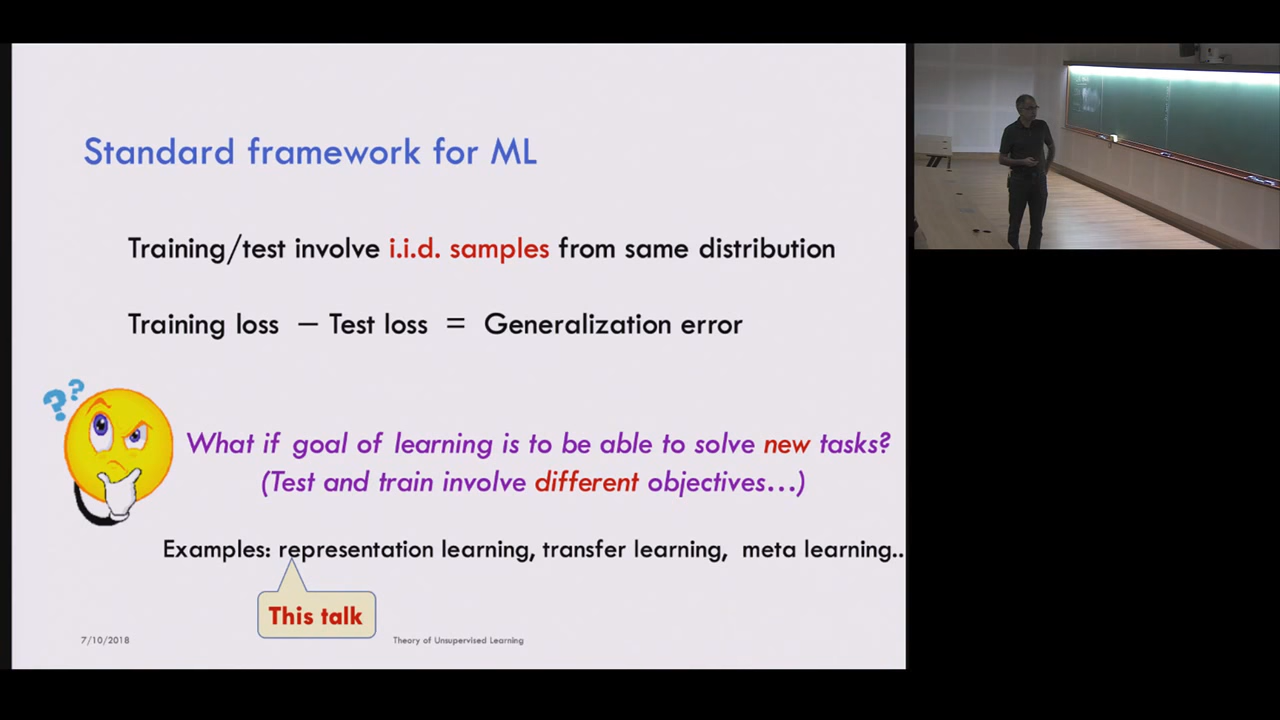 Standard framework for ML
Training/test involve i.i.d. samples from same distribution
Training loss – Test loss = Generalization error
? ?
What if goal of learning is to be able to solve new tasks?
(Test and train involve different objectives...)
Examples: representation learning, transfer learning, meta learning..
This talk
7/10/2018
Theory of Unsupervised Learning